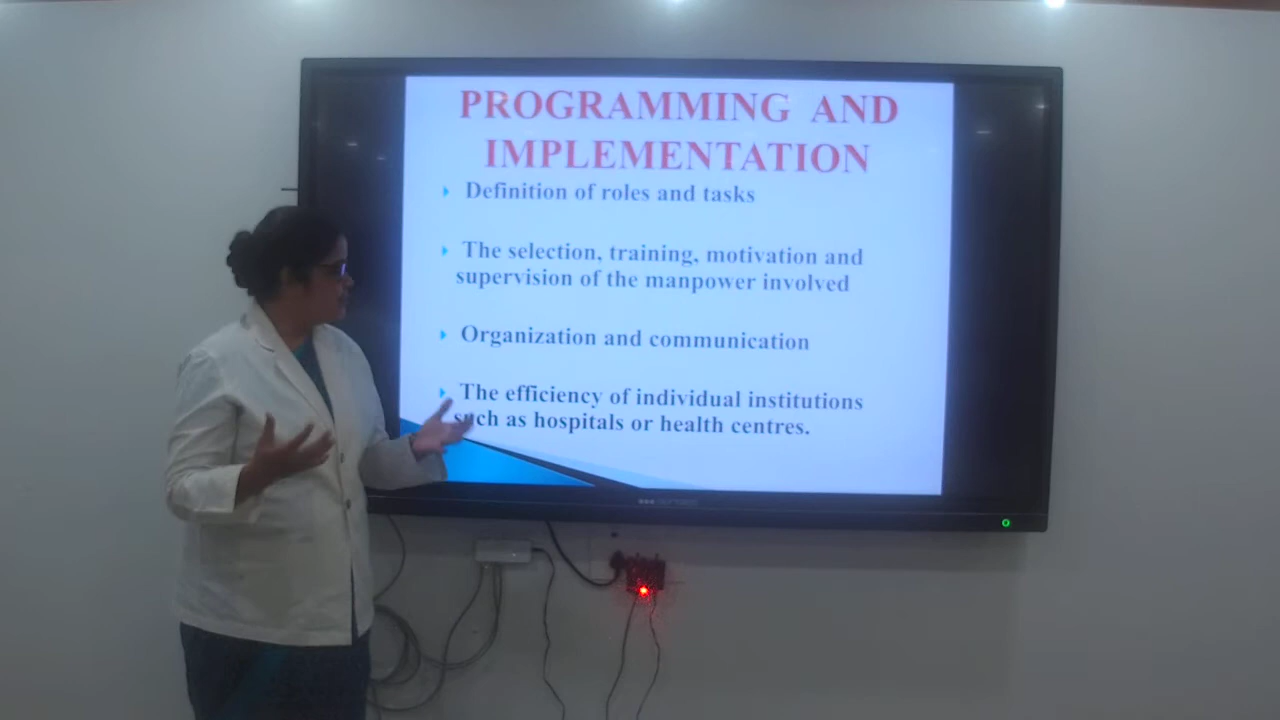 PROGRAMMING AND
IMPLEMENTATION
Definition of roles and tasks
The selection, training, motivation and
supervision of the manpower involved
Organization and communication
The efficiency of individual institutions
such as hospitals or health centres.